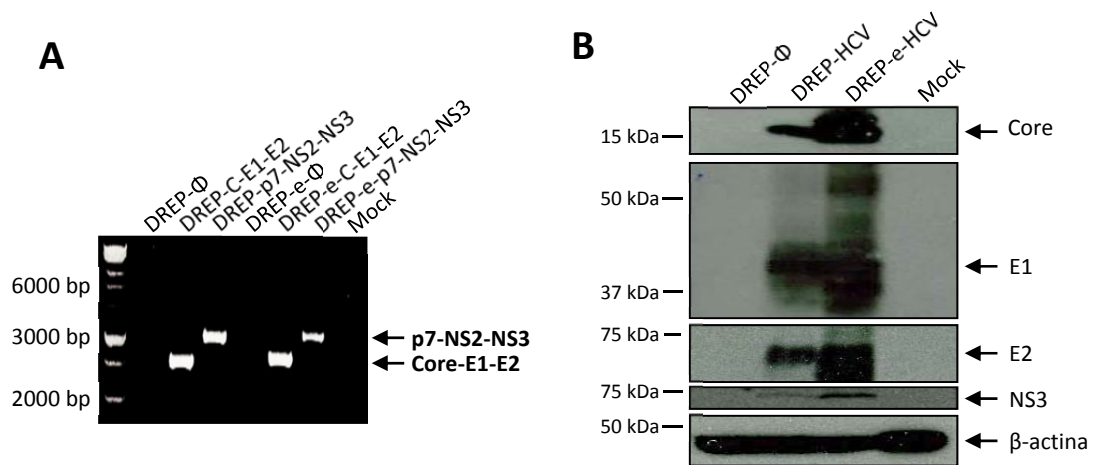 A
DREP-Φ
DREP-C-E1-E2
DREP-p7-NS2-NS3
DREP-e-Φ
DREP-e-C-E1-E2
DREP-e-p7-NS2-NS3
Mock
6000 bp
3000 bp
2000 bp
p7-NS2-NS3
Core-E1-E2
B
DREP-Φ
DREP-HCV
DREP-e-HCV
Mock
15 kDa
Core
50 kDa
37 kDa
E1
75 kDa
E2
75 kDa
NS3
50 kDa
β-actina